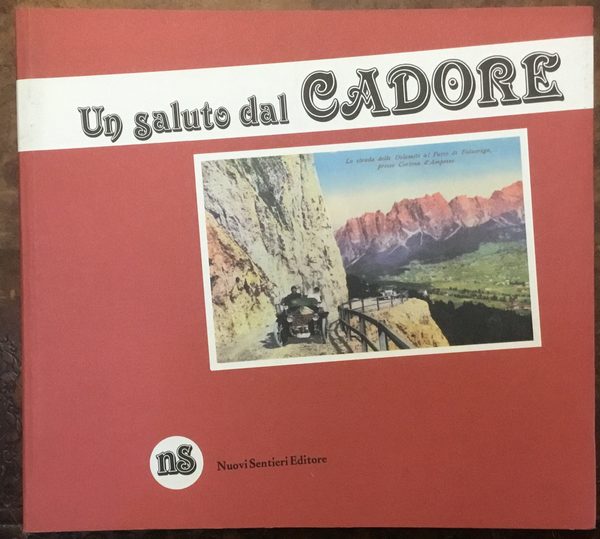 Un saluto dal CADORE
La strada delle Dolomiti al Passo di Falzarego,
presso Cortina d'Ampezzo
nS
Nuovi Sentieri Editore